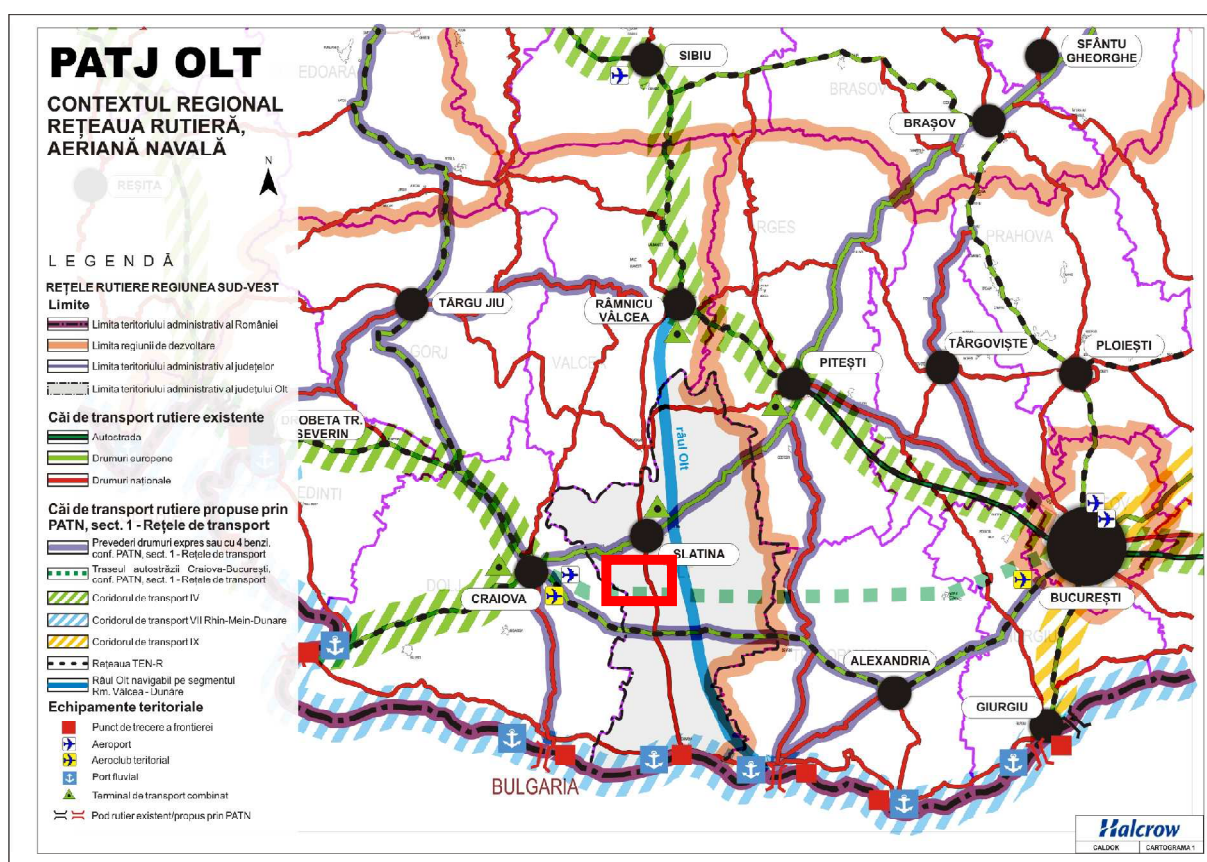 PATJ OLT
CONTEXTUL REGIONAL
REȚEAUA RUTIERĂ,
AERIANĂ NAVALĂ
N
REȘIȚA
LEGENDĂ
REȚELE RUTIERE REGIUNEA SUD-VEST
Limite
Limita teritoriului administrativ al României
Limita regiunii de dezvoltare
Limita teritoriului administrativ al județelor
Limita teritoriului administrativ al județului Olt
Căi de transport rutiere existente
Autostrada
Drumuri europene
Drumuri naționale
Căi de transport rutiere propuse prin
PATN, sect. 1 - Rețele de transport
Prevederi drumuri expres sau cu 4 benzi,
conf. PATN, sect. 1 - Rețele de transport
Traseul autostrăzii Craiova-București,
conf. PATN, sect. 1 - Rețele de transport
Coridorul de transport IV
Coridorul de transport VII Rhin-Mein-Dunare
Coridorul de transport IX
Rețeaua TEN-R
Râul Olt navigabil pe segmentul
Rm. Vâlcea - Dunăre
Echipamente teritoriale
Punct de trecere a frontierei
Aeroport
Aeroclub teritorial
Port fluvial
Terminal de transport combinat
Pod rutier existent/propus prin PATN
SIBIU
SFÂNTU
GHEORGHE
BRASOV
BRAȘOV
PRAHOVA
TÂRGU JIU
RÂMNICU
VÂLCEA
GORJ
TÂRGOVIȘTE
PLOIEȘTI
PITEȘTI
râul Olt
SEVERIN
SLATINA
DOLJ
CRAIOVA
BUCUREȘTI
ALEXANDRIA
GIURGIU
BULGARIA
Halcrow
CALDOK
CARTOGRAMA 1